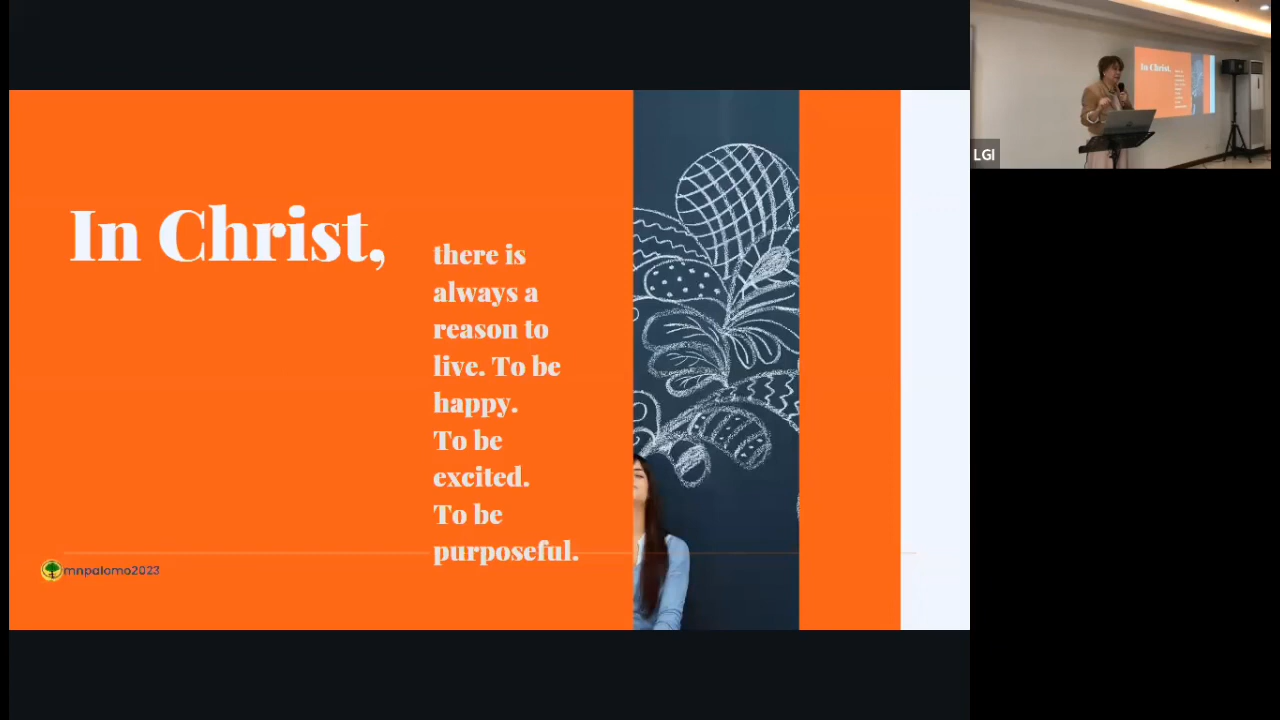 In Christ,
there is
always a
reason to
live. To be
happy.
To be
excited.
To be
purposeful.
mnpalomo2023
LGI
In Christ,